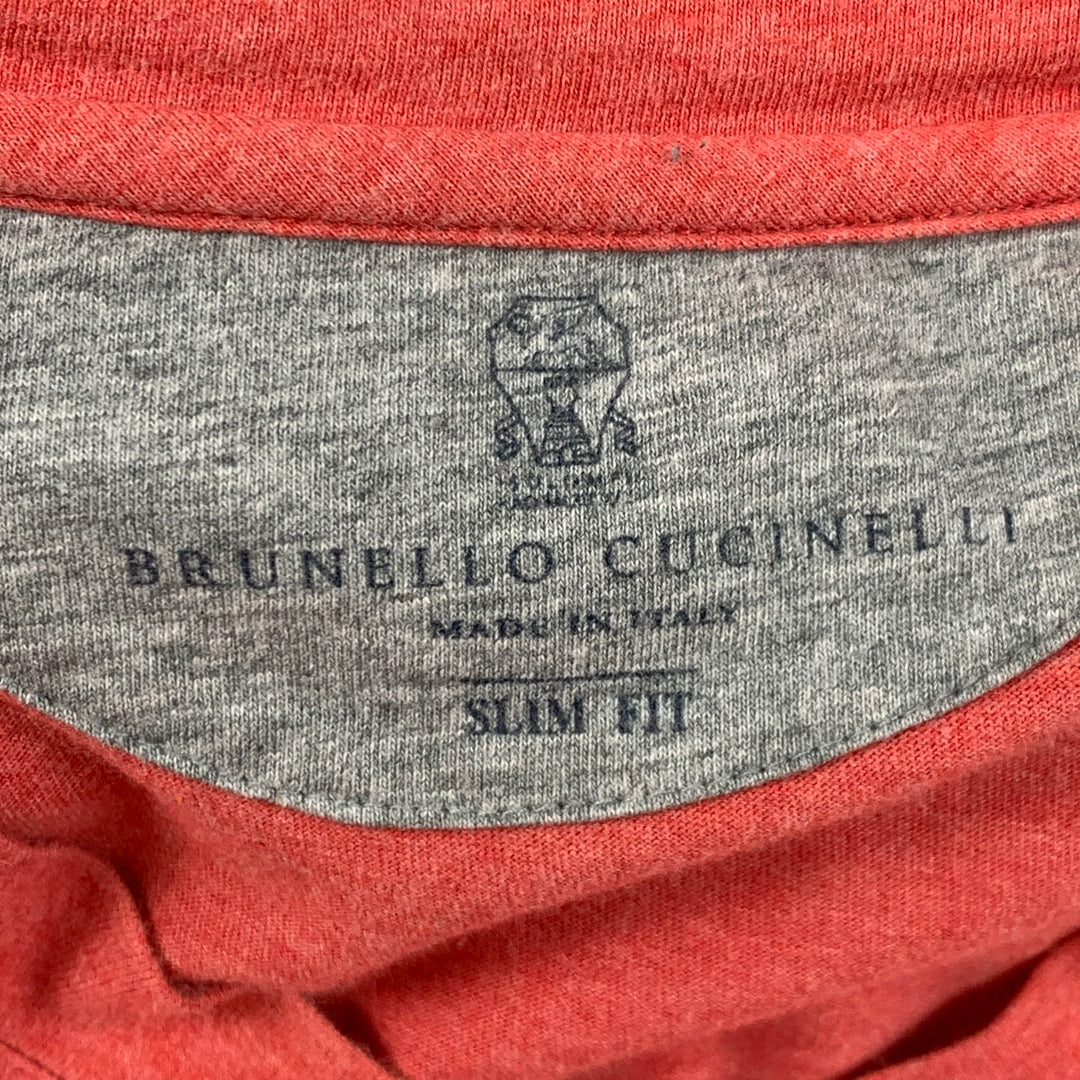 BRUNELLO CUCINELLI
MADE IN ITALY
SLIM FIT